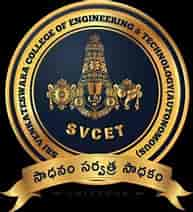 SRI VENKATESWARA COLLEGE OF ENGINEERING & TECHNOLOGY(AUTONOMOUS)
SVCET
సాధనం సర్వత్ర సాధకం